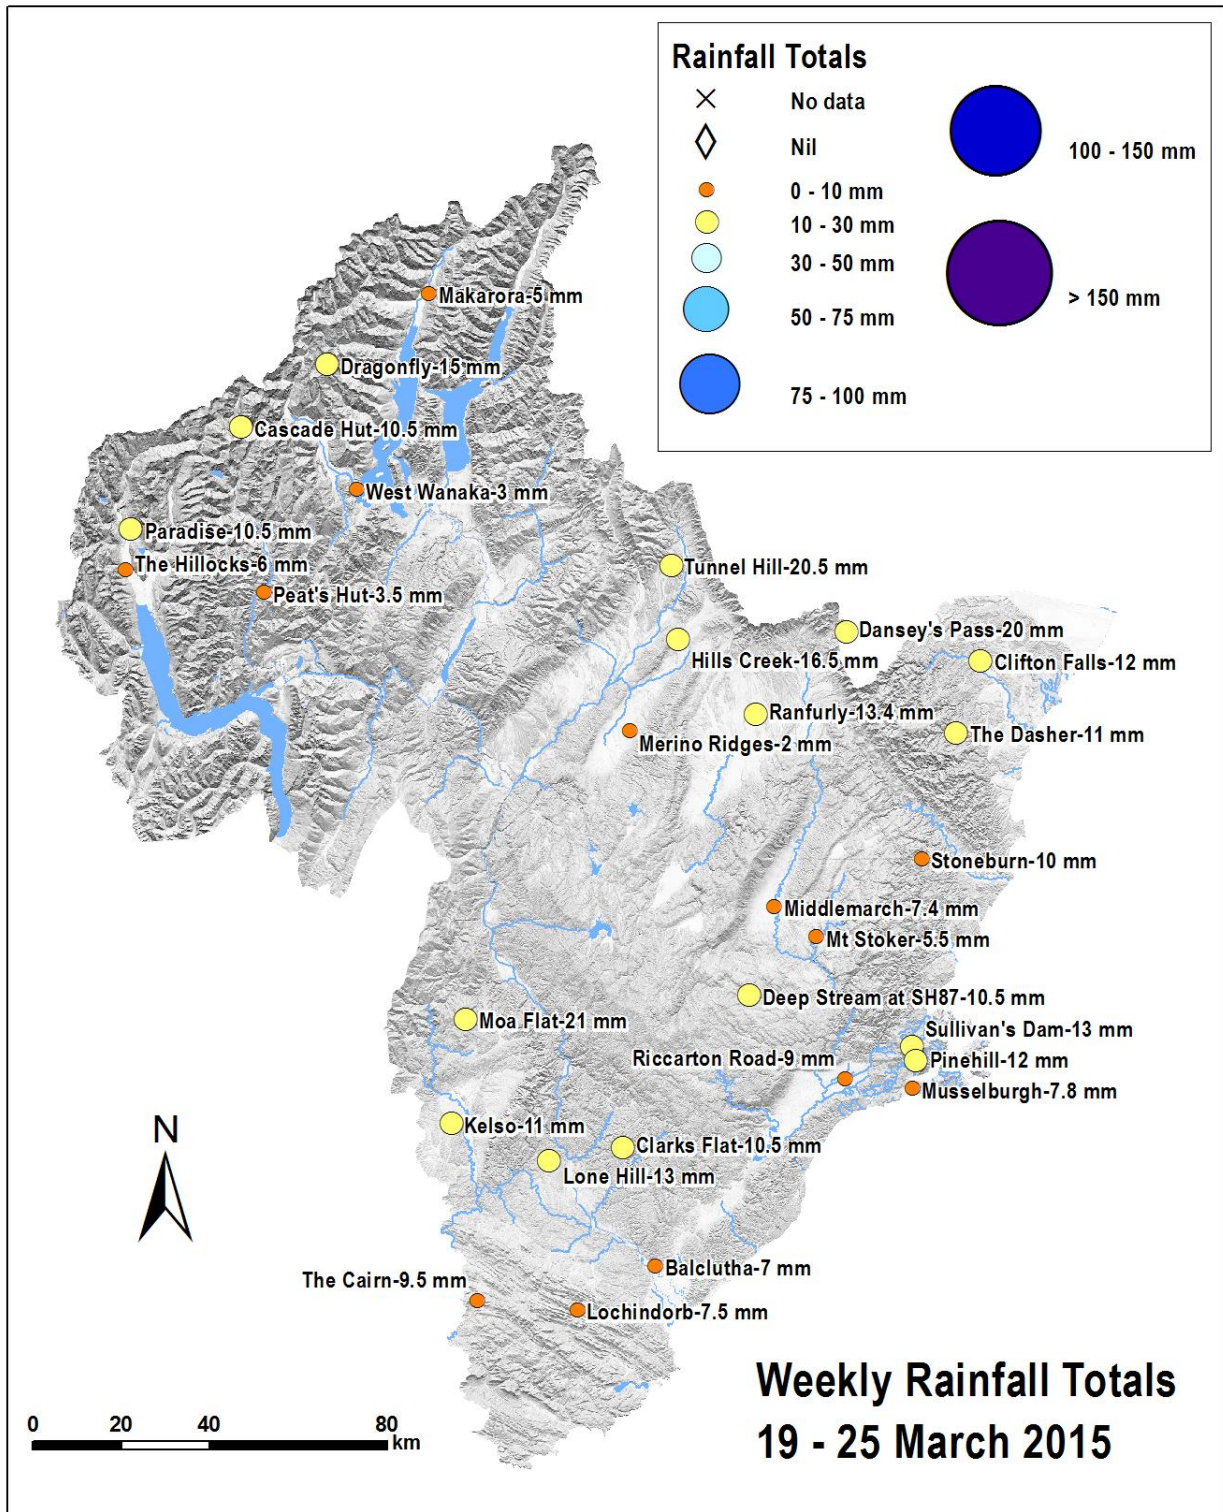 Rainfall Totals
No data
Nil
0 - 10 mm
10 - 30 mm
30 - 50 mm
50 - 75 mm
75 - 100 mm
100 - 150 mm
> 150 mm
Makarora-5 mm
Dragonfly-15 mm
Cascade Hut-10.5 mm
West Wanaka-3 mm
Paradise-10.5 mm
The Hillocks-6 mm
Peat's Hut-3.5 mm
Tunnel Hill-20.5 mm
Dansey's Pass-20 mm
Hills Creek-16.5 mm
Clifton Falls-12 mm
Ranfurly-13.4 mm
The Dasher-11 mm
Merino Ridges-2 mm
Stoneburn-10 mm
Middlemarch-7.4 mm
Mt Stoker-5.5 mm
Deep Stream at SH87-10.5 mm
Moa Flat-21 mm
Sullivan's Dam-13 mm
Riccarton Road-9 mm
Pinehill-12 mm
Musselburgh-7.8 mm
Kelso-11 mm
Clarks Flat-10.5 mm
Lone Hill-13 mm
N
Balclutha-7 mm
The Cairn-9.5 mm
Lochindorb-7.5 mm
Weekly Rainfall Totals
19 - 25 March 2015
0 20 40 80
km